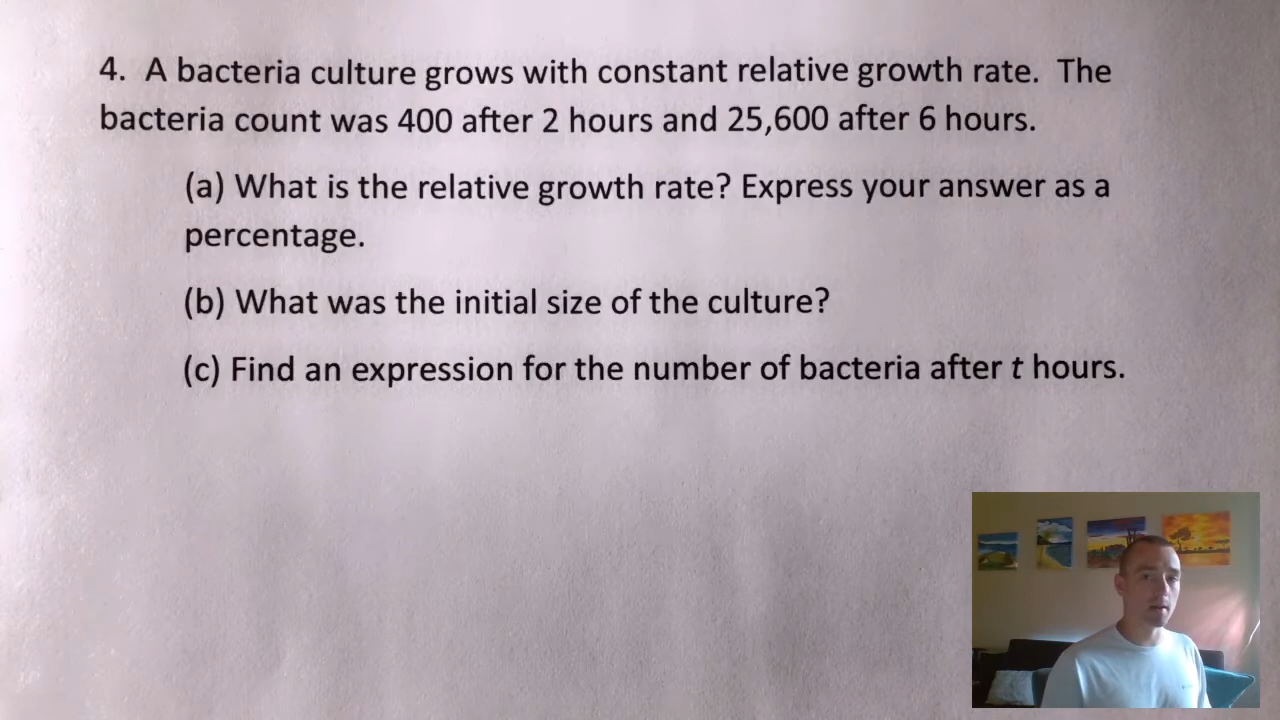 4. A bacteria culture grows with constant relative growth rate. The
bacteria count was 400 after 2 hours and 25,600 after 6 hours.
(a) What is the relative growth rate? Express your answer as a
percentage.
(b) What was the initial size of the culture?
(c) Find an expression for the number of bacteria after t hours.